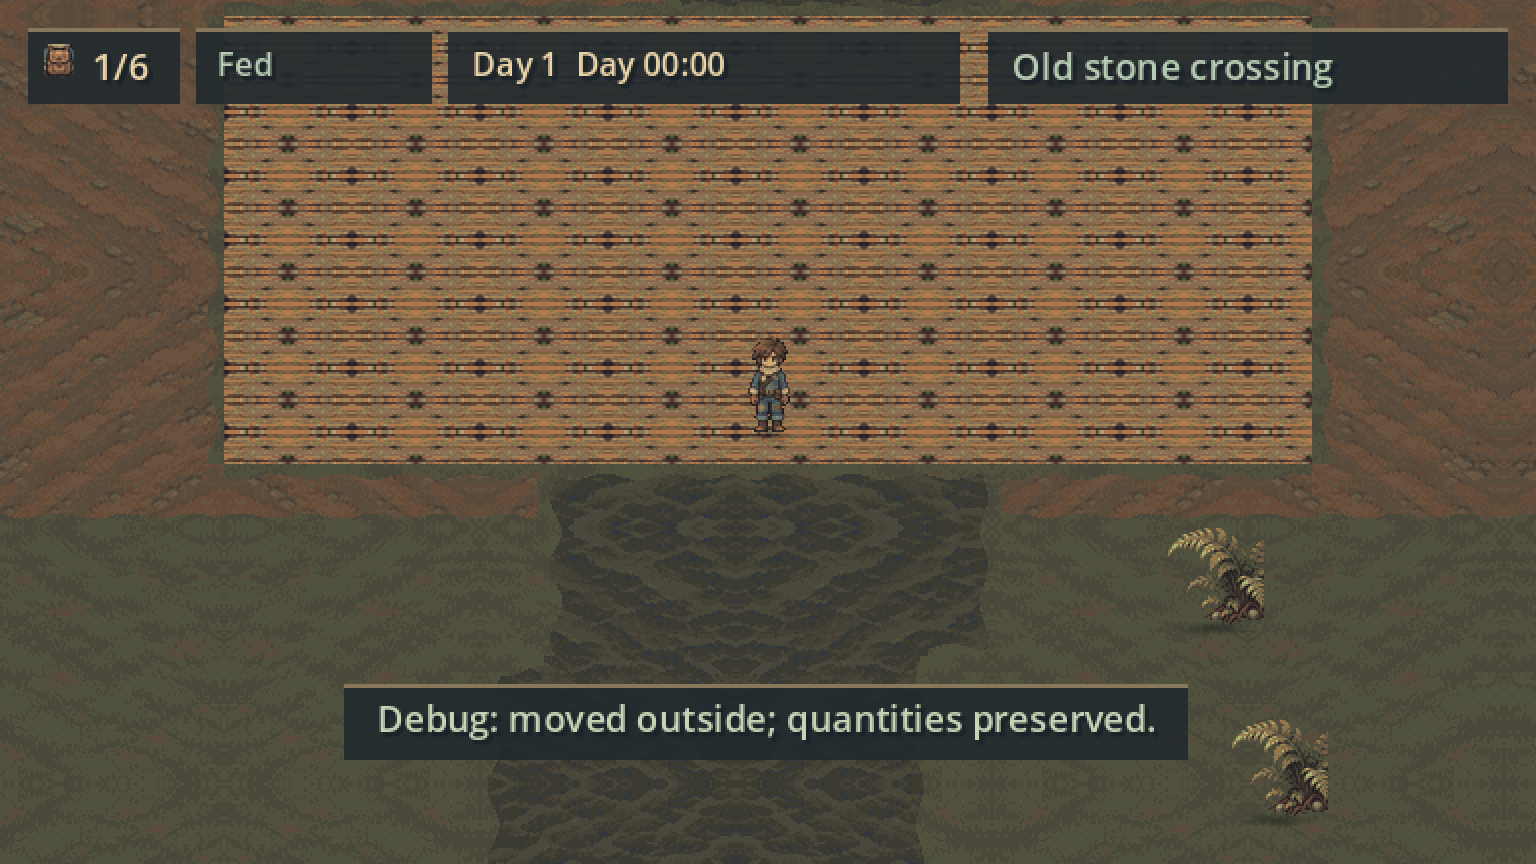 1/6
Fed
Day 1 Day 00:00
Old stone crossing
Debug: moved outside; quantities preserved.